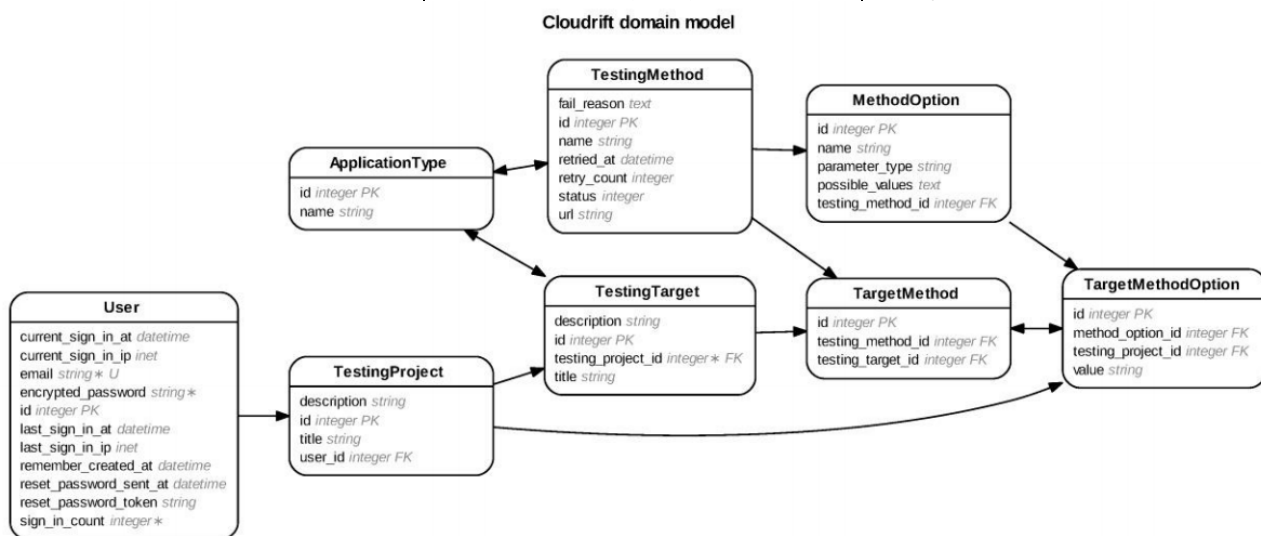 Cloudrift domain model
TestingMethod
fail_reason text
id integer PK
name string
retried_at datetime
retry_count integer
status integer
url string
MethodOption
id integer PK
name string
parameter_type string
possible_values text
testing_method_id integer FK
ApplicationType
id integer PK
name string
User
current_sign_in_at datetime
current_sign_in_ip inet
email string* U
encrypted_password string*
id integer PK
last_sign_in_at datetime
last_sign_in_ip inet
remember_created_at datetime
reset_password_sent_at datetime
reset_password_token string
sign_in_count integer*
TestingProject
description string
id integer PK
title string
user_id integer FK
TestingTarget
description string
id integer PK
testing_project_id integer* FK
title string
TargetMethod
id integer PK
testing_method_id integer FK
testing_target_id integer FK
TargetMethodOption
id integer PK
method_option_id integer FK
testing_project_id integer FK
value string